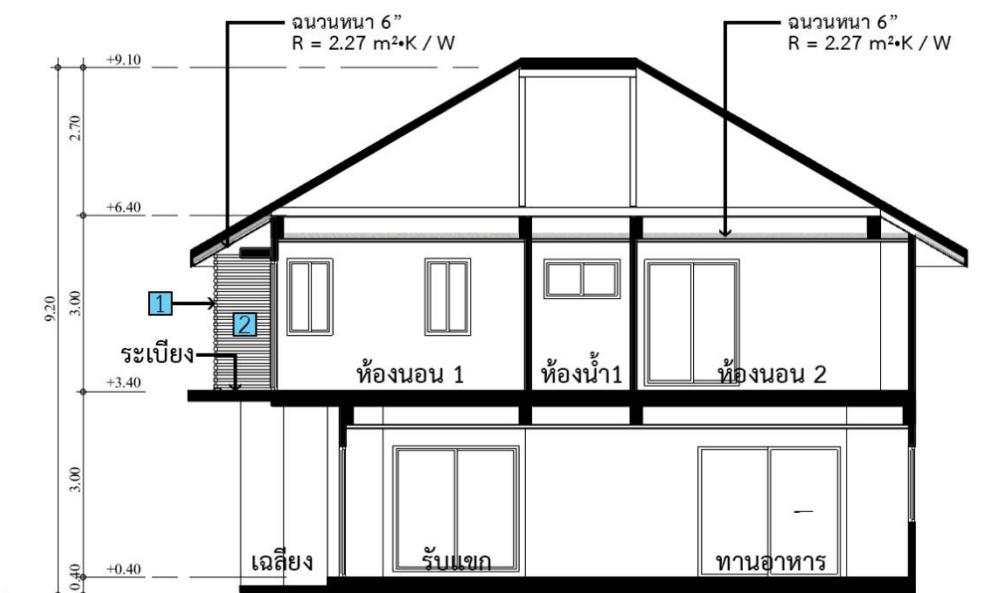 ฉนวนหนา 6”
R = 2.27 m²•K / W
ฉนวนหนา 6”
R = 2.27 m²•K / W
+9.10
2.70
+6.40
9.20
3.00
1
2
ระเบียง
ห้องนอน 1
ห้องน้ำ1
ห้องนอน 2
+3.40
3.00
เฉลียง
รับแขก
ทานอาหาร
+0.40
0.40